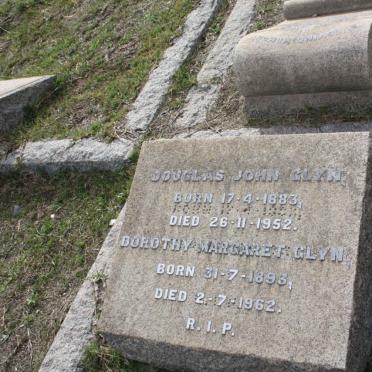 DOUGLAS JOHN GLYN,
BORN 17-4-1883,
DIED 26-11-1952.
DOROTHY MARGARET GLYN,
BORN 31-7-1893,
DIED 2-7-1962.
R.I.P.